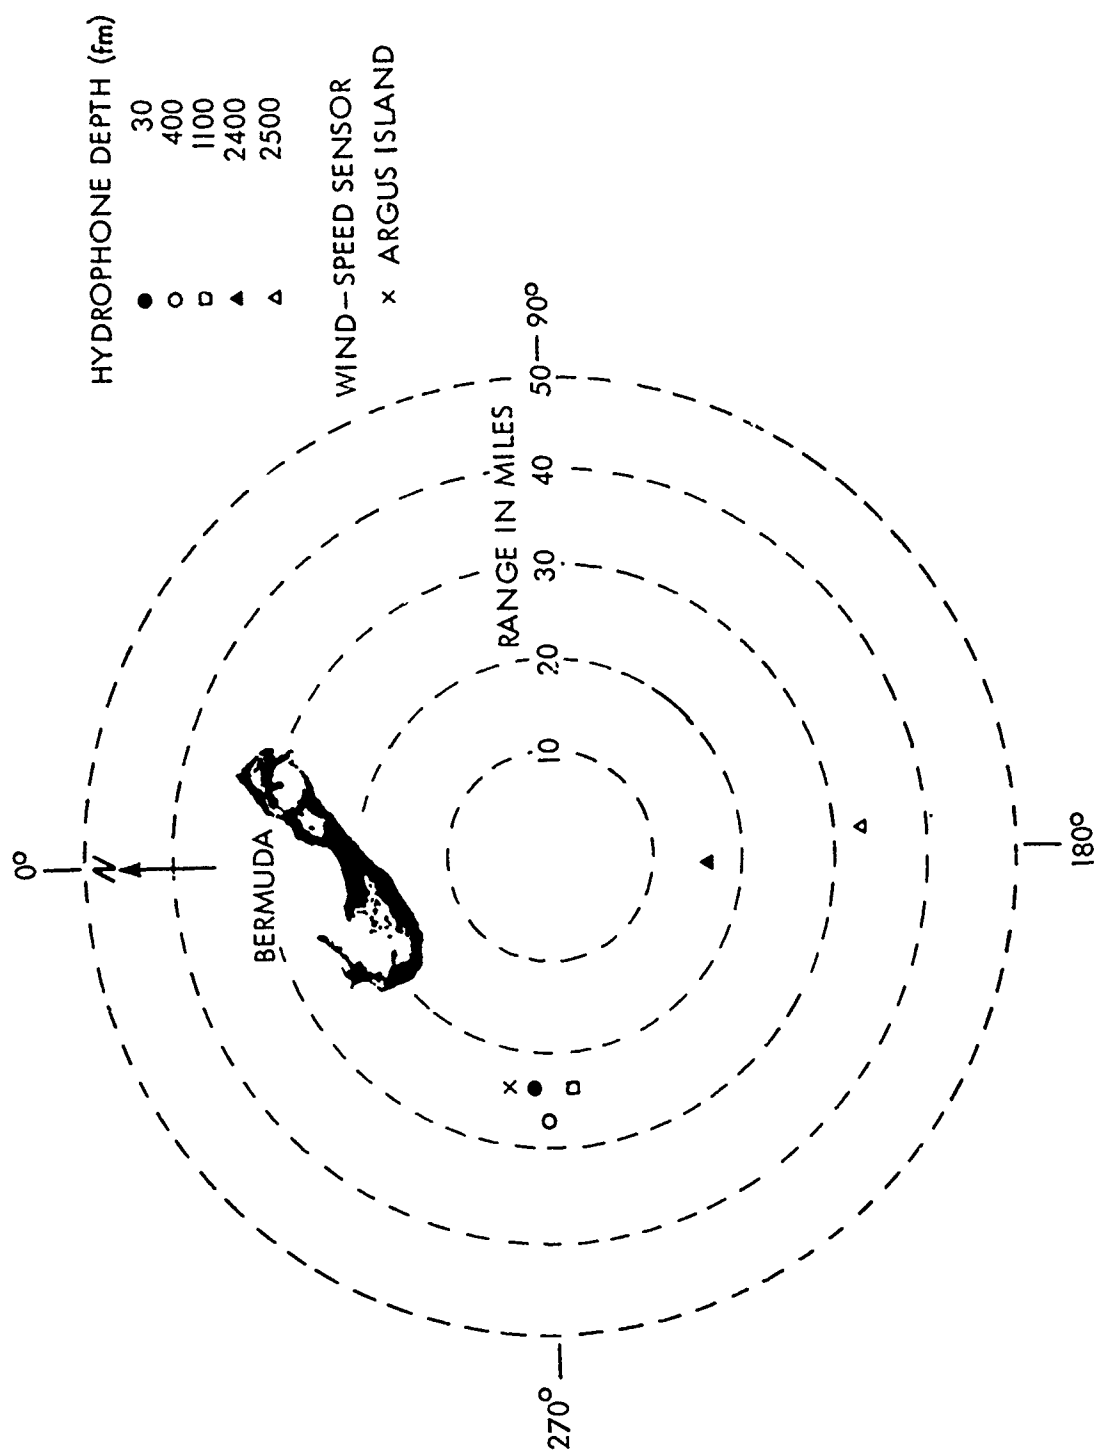 HYDROPHONE DEPTH (fm)
● 30
○ 400
□ 1100
▲ 2400
△ 2500
WIND-SPEED SENSOR
x ARGUS ISLAND
0°
N
BERMUDA
RANGE IN MILES
10 20 30 40 50 90°
x
270°
180°